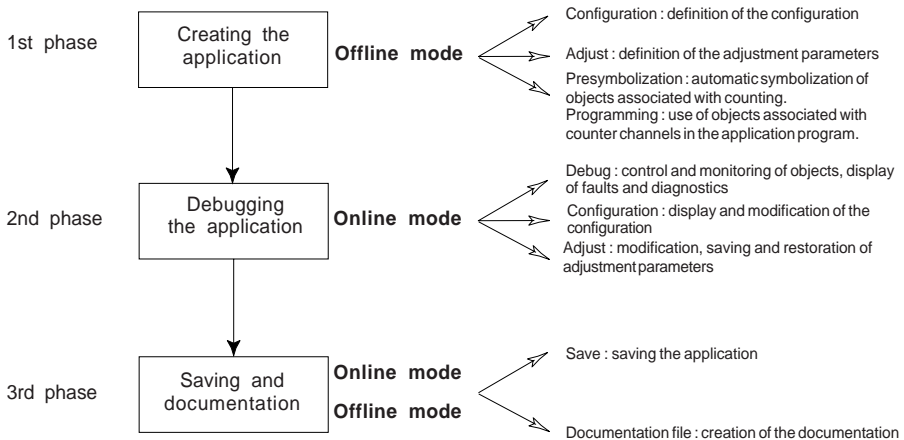 1st phase
Creating the
application
Offline mode
Configuration : definition of the configuration
Adjust : definition of the adjustment parameters
Presymbolization : automatic symbolization of
objects associated with counting.
Programming : use of objects associated with
counter channels in the application program.
2nd phase
Debugging
the application
Online mode
Debug : control and monitoring of objects, display
of faults and diagnostics
Configuration : display and modification of the
configuration
Adjust : modification, saving and restoration of
adjustment parameters
3rd phase
Saving and
documentation
Online mode
Offline mode
Save : saving the application
Documentation file : creation of the documentation